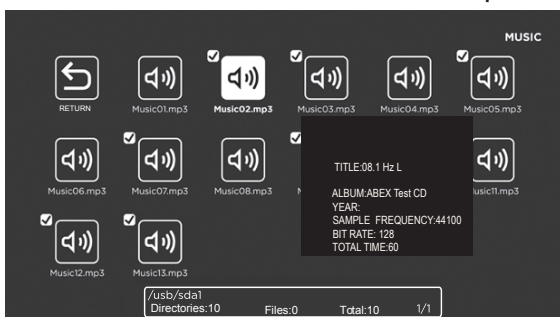 MUSIC
RETURN Music01.mp3 Music02.mp3 Music03.mp3 Music04.mp3 Music05.mp3
Music06.mp3 Music07.mp3 Music08.mp3 Music11.mp3
TITLE:08.1 Hz L
ALBUM:ABEX Test CD
YEAR:
SAMPLE FREQUENCY:44100
BIT RATE: 128
TOTAL TIME:60
Music12.mp3 Music13.mp3
/usb/sda1
Directories:10 Files:0 Total:10 1/1